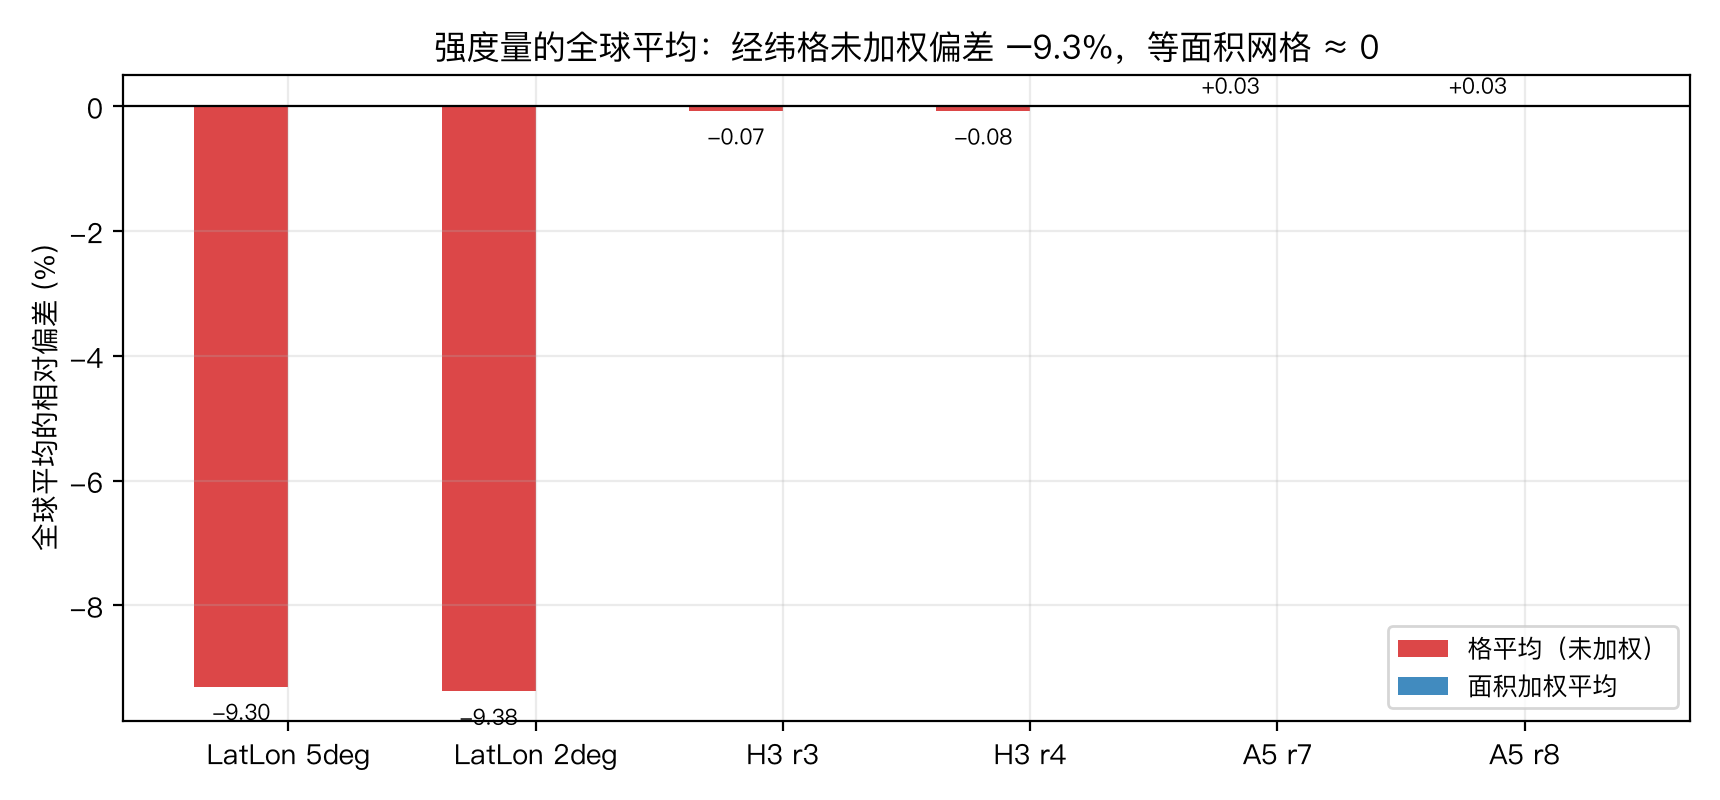 强度量的全球平均：经纬格未加权偏差 −9.3%，等面积网格 ≈ 0
+0.03
+0.03
0
−0.07
−0.08
−2
−4
−6
−8
全球平均的相对偏差 (%)
格平均（未加权）
面积加权平均
−9.30
−9.38
LatLon 5deg
LatLon 2deg
H3 r3
H3 r4
A5 r7
A5 r8